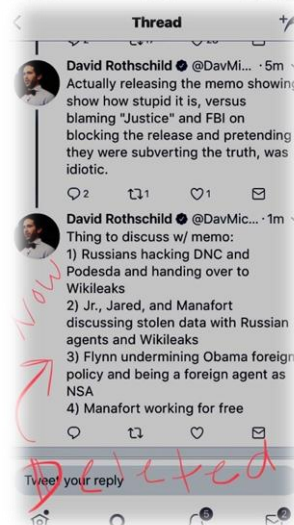 Thread
2
17
20
David Rothschild @DavMic... · 5m
Actually releasing the memo showing
show how stupid it is, versus
blaming "Justice" and FBI on
blocking the release and pretending
they were subverting the truth, was
idiotic.
2 1 1
David Rothschild @DavMic... · 1m
Thing to discuss w/ memo:
1) Russians hacking DNC and
Podesda and handing over to
Wikileaks
2) Jr., Jared, and Manafort
discussing stolen data with Russian
agents and Wikileaks
3) Flynn undermining Obama foreign
policy and being a foreign agent as
NSA
4) Manafort working for free
NOW
Deleted
Tweet your reply
5 2